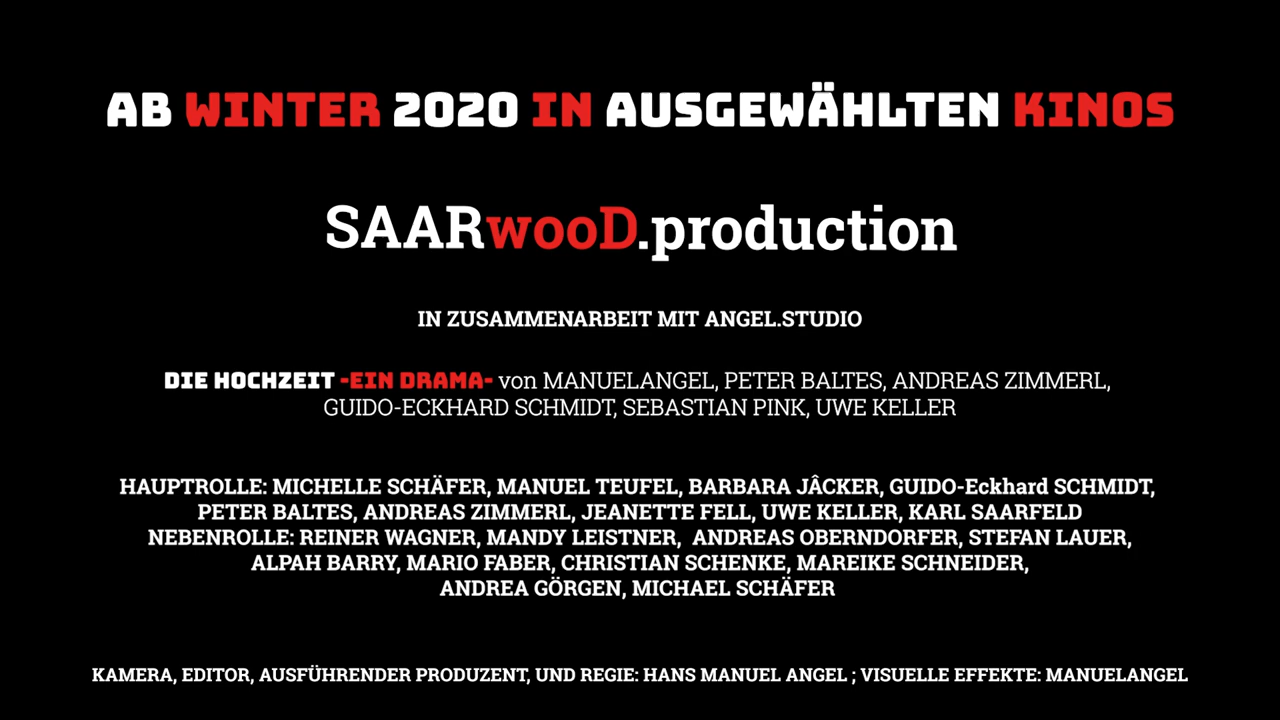 AB WINTER 2020 IN AUSGEWÄHLTEN KINOS
SAARwooD.production
IN ZUSAMMENARBEIT MIT ANGEL.STUDIO
DIE HOCHZEIT -EIN DRAMA- von MANUELANGEL, PETER BALTES, ANDREAS ZIMMERL,
GUIDO-ECKHARD SCHMIDT, SEBASTIAN PINK, UWE KELLER
HAUPTROLLE: MICHELLE SCHÄFER, MANUEL TEUFEL, BARBARA JÂCKER, GUIDO-Eckhard SCHMIDT,
PETER BALTES, ANDREAS ZIMMERL, JEANETTE FELL, UWE KELLER, KARL SAARFELD
NEBENROLLE: REINER WAGNER, MANDY LEISTNER, ANDREAS OBERNDORFER, STEFAN LAUER,
ALPAH BARRY, MARIO FABER, CHRISTIAN SCHENKE, MAREIKE SCHNEIDER,
ANDREA GÖRGEN, MICHAEL SCHÄFER
KAMERA, EDITOR, AUSFÜHRENDER PRODUZENT, UND REGIE: HANS MANUEL ANGEL ; VISUELLE EFFEKTE: MANUELANGEL